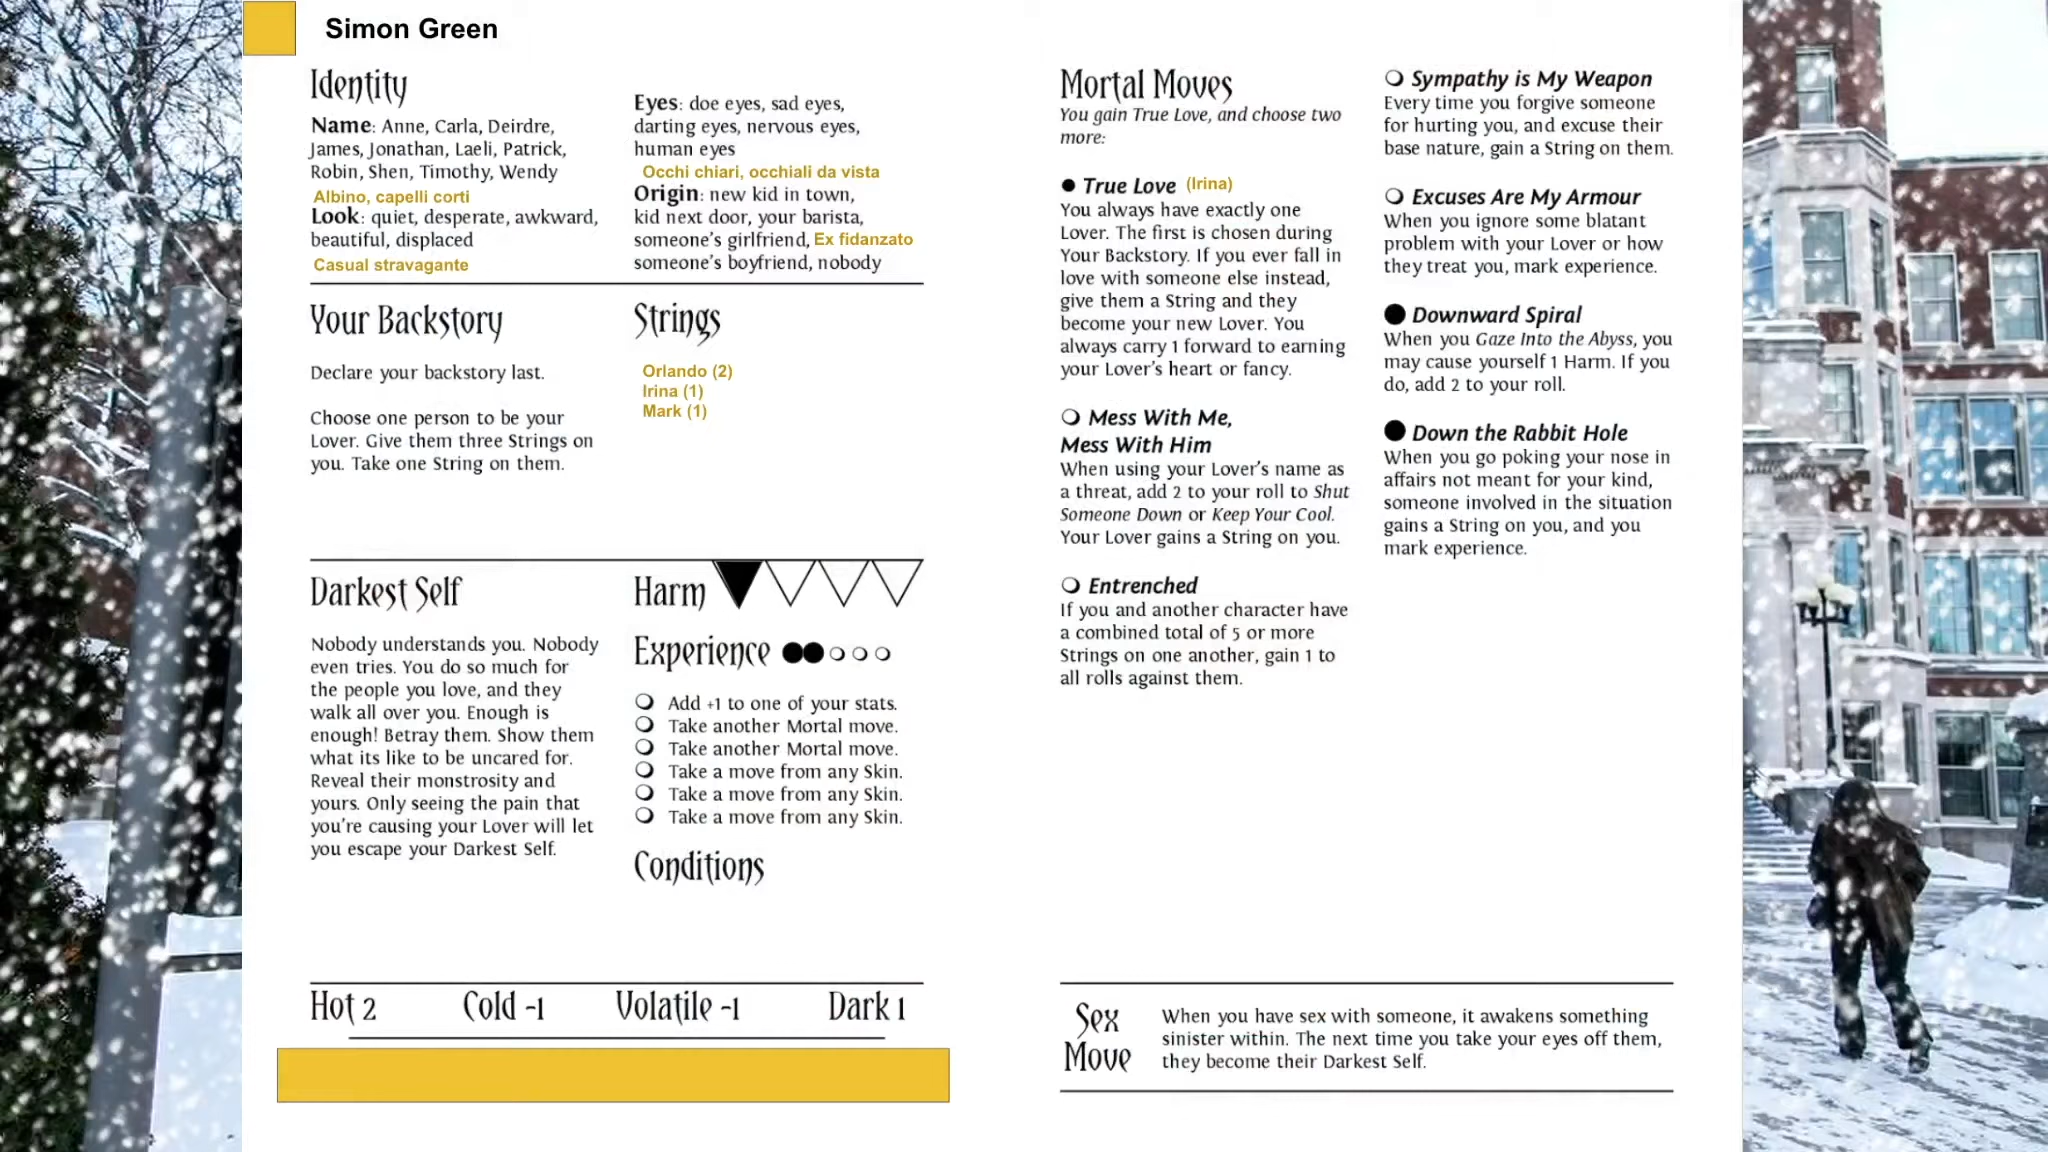 Simon Green
Identity
Name: Anne, Carla, Deirdre,
James, Jonathan, Laeli, Patrick,
Robin, Shen, Timothy, Wendy
Albino, capelli corti
Look: quiet, desperate, awkward,
beautiful, displaced
Casual stravagante
Eyes: doe eyes, sad eyes,
darting eyes, nervous eyes,
human eyes
Occhi chiari, occhiali da vista
Origin: new kid in town,
kid next door, your barista,
someone's girlfriend, Ex fidanzato
someone's boyfriend, nobody
Your Backstory
Declare your backstory last.
Choose one person to be your
Lover. Give them three Strings on
you. Take one String on them.
Strings
Orlando (2)
Irina (1)
Mark (1)
Darkest Self
Nobody understands you. Nobody
even tries. You do so much for
the people you love, and they
walk all over you. Enough is
enough! Betray them. Show them
what its like to be uncared for.
Reveal their monstrosity and
yours. Only seeing the pain that
you're causing your Lover will let
you escape your Darkest Self.
Harm
Experience
Add +1 to one of your stats.
Take another Mortal move.
Take another Mortal move.
Take a move from any Skin.
Take a move from any Skin.
Take a move from any Skin.
Conditions
Hot 2 Cold -1 Volatile -1 Dark 1
Mortal Moves
You gain True Love, and choose two
more:
True Love (Irina)
You always have exactly one
Lover. The first is chosen during
Your Backstory. If you ever fall in
love with someone else instead,
give them a String and they
become your new Lover. You
always carry 1 forward to earning
your Lover's heart or fancy.
Mess With Me,
Mess With Him
When using your Lover's name as
a threat, add 2 to your roll to Shut
Someone Down or Keep Your Cool.
Your Lover gains a String on you.
Entrenched
If you and another character have
a combined total of 5 or more
Strings on one another, gain 1 to
all rolls against them.
Sympathy is My Weapon
Every time you forgive someone
for hurting you, and excuse their
base nature, gain a String on them.
Excuses Are My Armour
When you ignore some blatant
problem with your Lover or how
they treat you, mark experience.
Downward Spiral
When you Gaze Into the Abyss, you
may cause yourself 1 Harm. If you
do, add 2 to your roll.
Down the Rabbit Hole
When you go poking your nose in
affairs not meant for your kind,
someone involved in the situation
gains a String on you, and you
mark experience.
Sex
Move
When you have sex with someone, it awakens something
sinister within. The next time you take your eyes off them,
they become their Darkest Self.